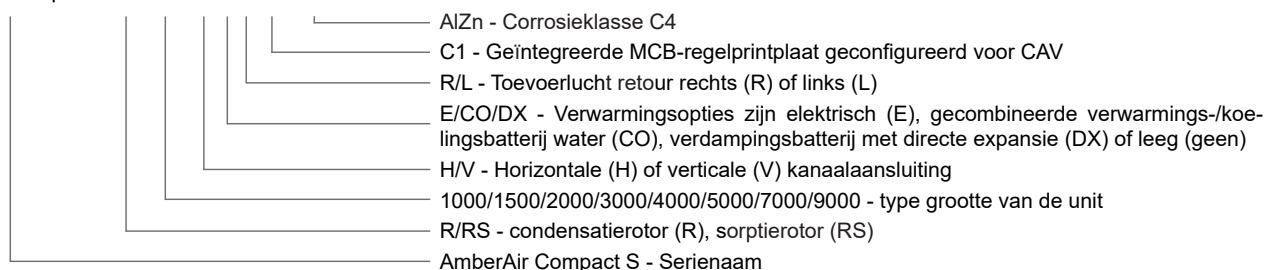 AlZn - Corrosieklasse C4
C1 - Geïntegreerde MCB-regelprintplaat geconfigureerd voor CAV
R/L - Toevoerlucht retour rechts (R) of links (L)
E/CO/DX - Verwarmingsopties zijn elektrisch (E), gecombineerde verwarmings-/koe-
lingsbatterij water (CO), verdampingsbatterij met directe expansie (DX) of leeg (geen)
H/V - Horizontale (H) of verticale (V) kanaalaansluiting
1000/1500/2000/3000/4000/5000/7000/9000 - type grootte van de unit
R/RS - condensatierotor (R), sorptierotor (RS)
AmberAir Compact S - Serienaam